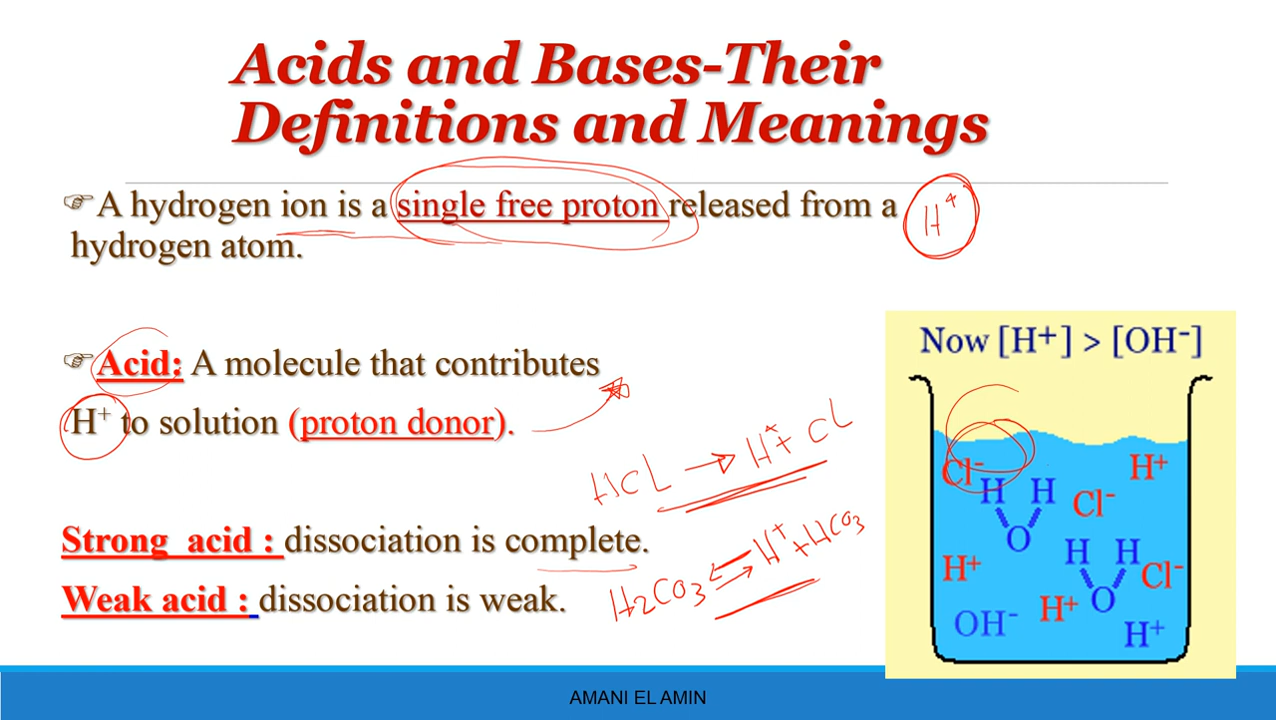 Acids and Bases-Their
Definitions and Meanings
☞A hydrogen ion is a single free proton released from a
hydrogen atom.
H⁺
☞Acid: A molecule that contributes
H⁺ to solution (proton donor).
HCL → H⁺+ CL
Strong acid : dissociation is complete.
H2CO3 ⇌ H⁺+HCO3
Weak acid : dissociation is weak.
Now [H+] > [OH-]
Cl-
H H
O
Cl-
H+
H+
H H
O
Cl-
OH-
H+
H+
AMANI EL AMIN